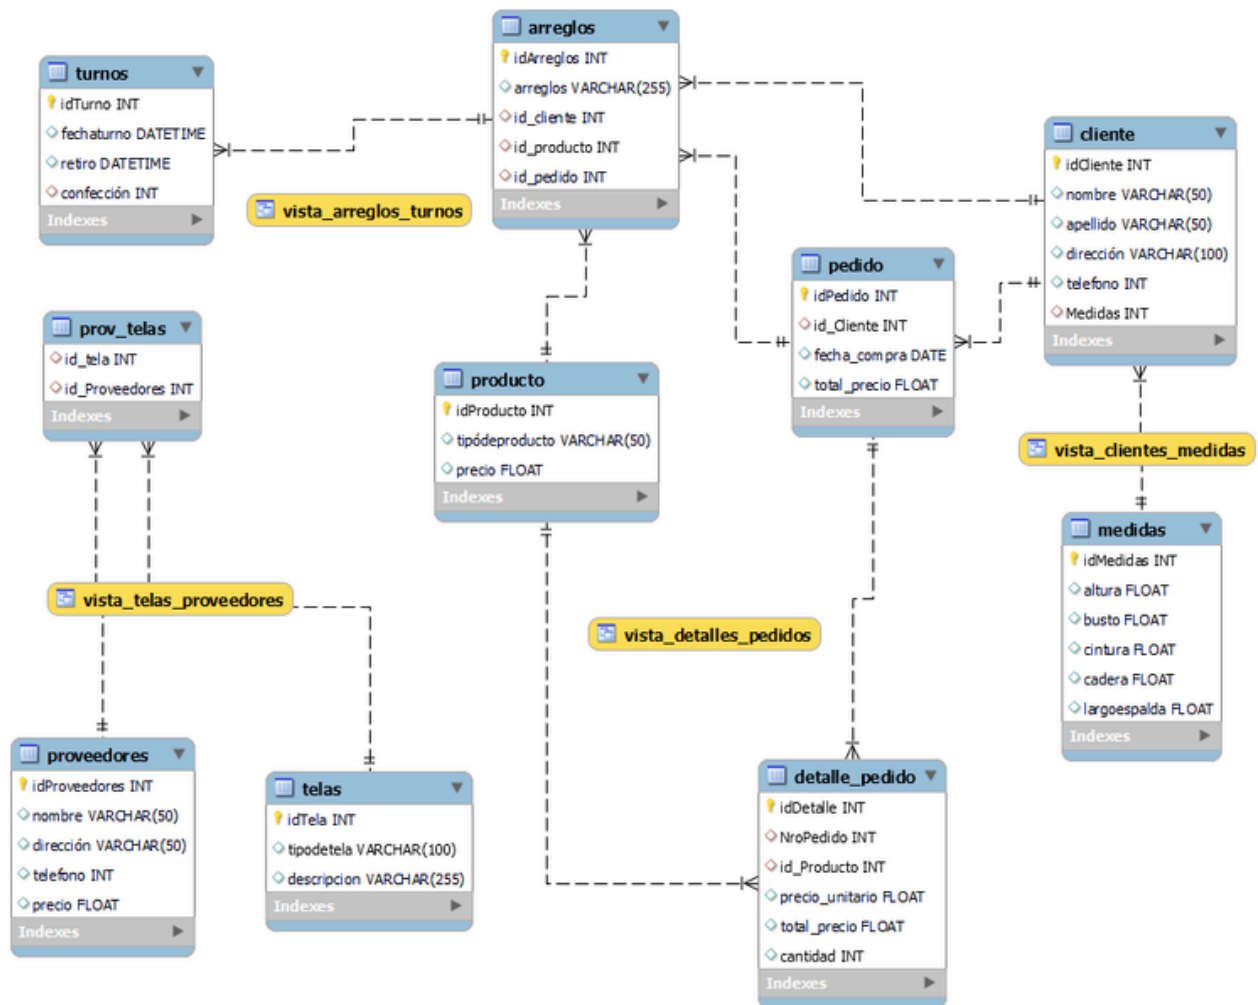 arreglos
idArreglos INT
arreglos VARCHAR(255)
id_cliente INT
id_producto INT
id_pedido INT
Indexes
turnos
idTurno INT
fechaturno DATETIME
retiro DATETIME
confección INT
Indexes
vista_arreglos_turnos
cliente
idCliente INT
nombre VARCHAR(50)
apellido VARCHAR(50)
dirección VARCHAR(100)
telefono INT
Medidas INT
Indexes
pedido
idPedido INT
id_Cliente INT
fecha_compra DATE
total_precio FLOAT
Indexes
prov_telas
id_tela INT
id_Proveedores INT
Indexes
producto
idProducto INT
tipódeproducto VARCHAR(50)
precio FLOAT
Indexes
vista_clientes_medidas
medidas
idMedidas INT
altura FLOAT
busto FLOAT
cintura FLOAT
cadera FLOAT
largoespalda FLOAT
Indexes
vista_telas_proveedores
vista_detalles_pedidos
proveedores
idProveedores INT
nombre VARCHAR(50)
dirección VARCHAR(50)
telefono INT
precio FLOAT
Indexes
telas
idTela INT
tipodetela VARCHAR(100)
descripcion VARCHAR(255)
Indexes
detalle_pedido
idDetalle INT
NroPedido INT
id_Producto INT
precio_unitario FLOAT
total_precio FLOAT
cantidad INT
Indexes